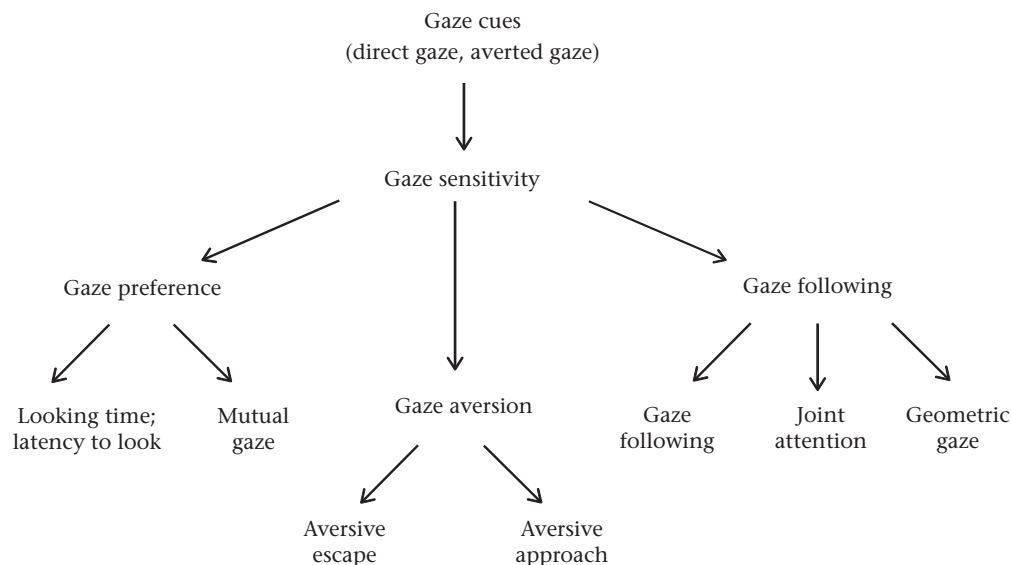 Gaze cues
(direct gaze, averted gaze)
Gaze sensitivity
Gaze preference
Gaze following
Looking time;
latency to look
Mutual
gaze
Gaze aversion
Gaze
following
Joint
attention
Geometric
gaze
Aversive
escape
Aversive
approach